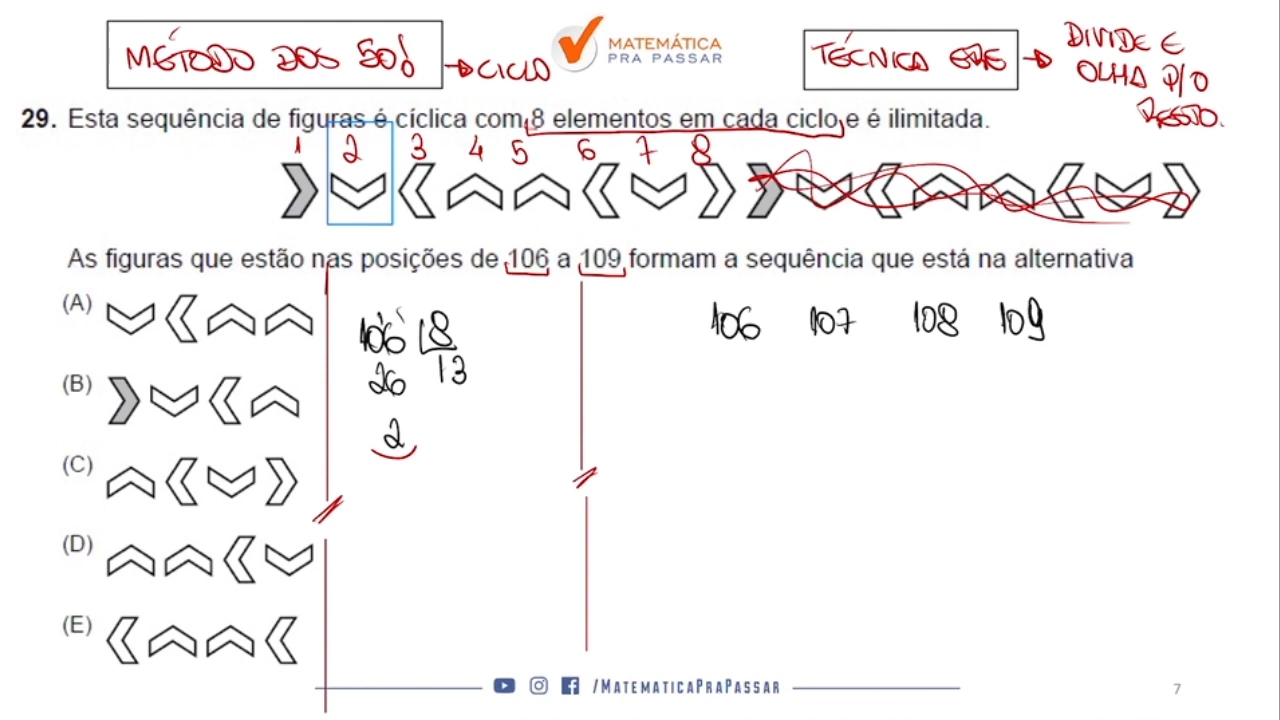 MÉTODO DOS 50! → CICLO
MATEMÁTICA
PRA PASSAR
TÉCNICA → DIVIDE E
OLHA P/O
RESTO.
29. Esta sequência de figuras é cíclica com 8 elementos em cada ciclo e é ilimitada.
1 2 3 4 5 6 7 8
As figuras que estão nas posições de 106 a 109 formam a sequência que está na alternativa
(A)
(B)
(C)
(D)
(E)
106 8
26 13
2
106 107 108 109
/MATEMATICAPRAPASSAR
7